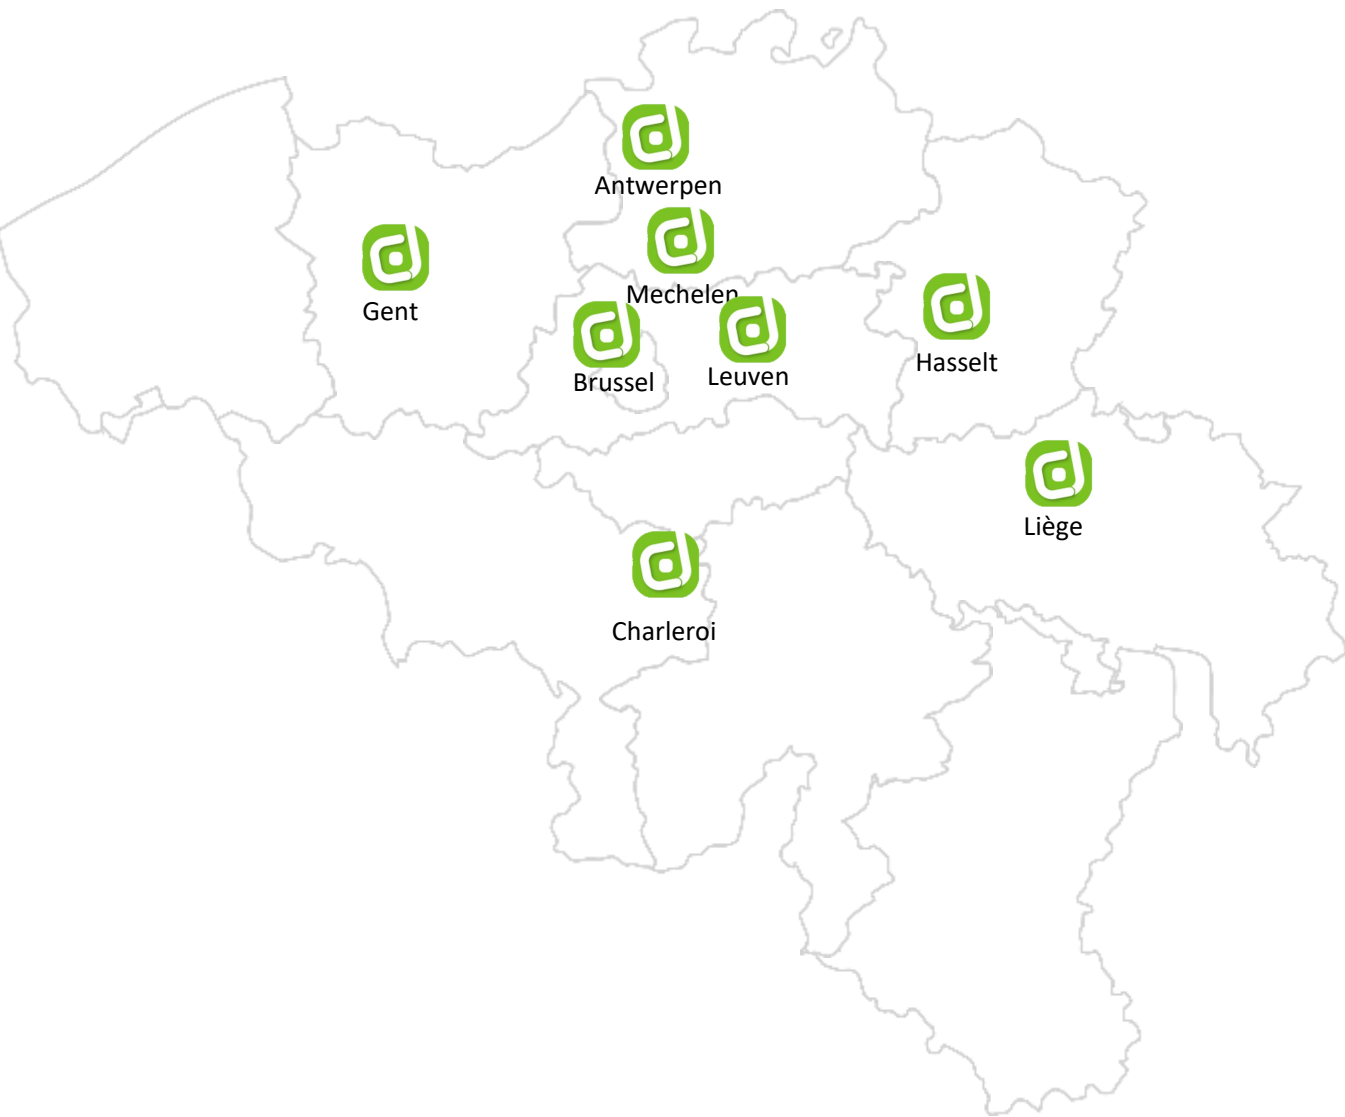 Antwerpen
Mechelen
Gent
Brussel
Leuven
Hasselt
Liège
Charleroi